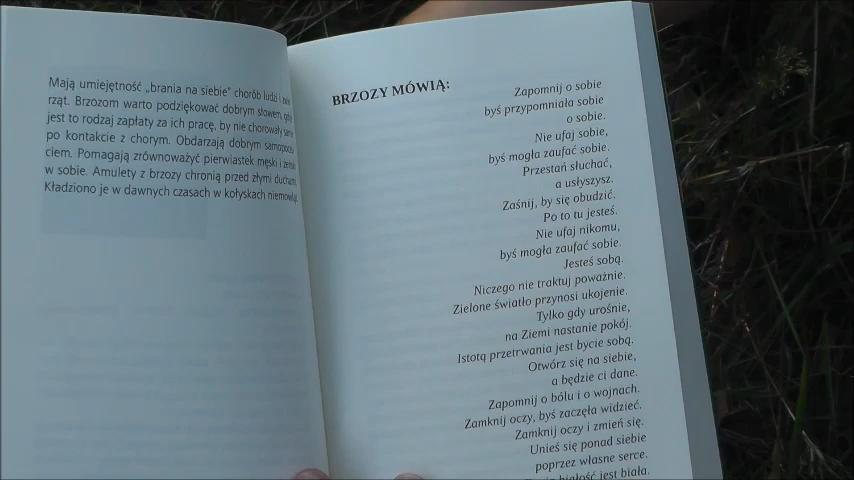 Mają umiejętność „brania na siebie” chorób ludzi i zwie
rząt. Brzozom warto podziękować dobrym słowem, gdy
jest to rodzaj zapłaty za ich pracę, by nie chorowały same
po kontakcie z chorym. Obdarzają dobrym samopoczu
ciem. Pomagają zrównoważyć pierwiastek męski i żeński
w sobie. Amulety z brzozy chronią przed złymi duchami.
Kładziono je w dawnych czasach w kołyskach niemowląt.
BRZOZY MÓWIĄ:
Zapomnij o sobie
byś przypomniała sobie
o sobie.
Nie ufaj sobie,
byś mogła zaufać sobie.
Przestań słuchać,
a usłyszysz.
Zaśnij, by się obudzić.
Po to tu jesteś.
Nie ufaj nikomu,
byś mogła zaufać sobie.
Jesteś sobą.
Niczego nie traktuj poważnie.
Zielone światło przynosi ukojenie.
Tylko gdy urośnie,
na Ziemi nastanie pokój.
Istotą przetrwania jest bycie sobą.
Otwórz się na siebie,
a będzie ci dane.
Zapomnij o bólu i o wojnach.
Zamknij oczy, byś zaczęła widzieć.
Zamknij oczy i zmień się.
Unieś się ponad siebie
poprzez własne serce.
białość jest biała.